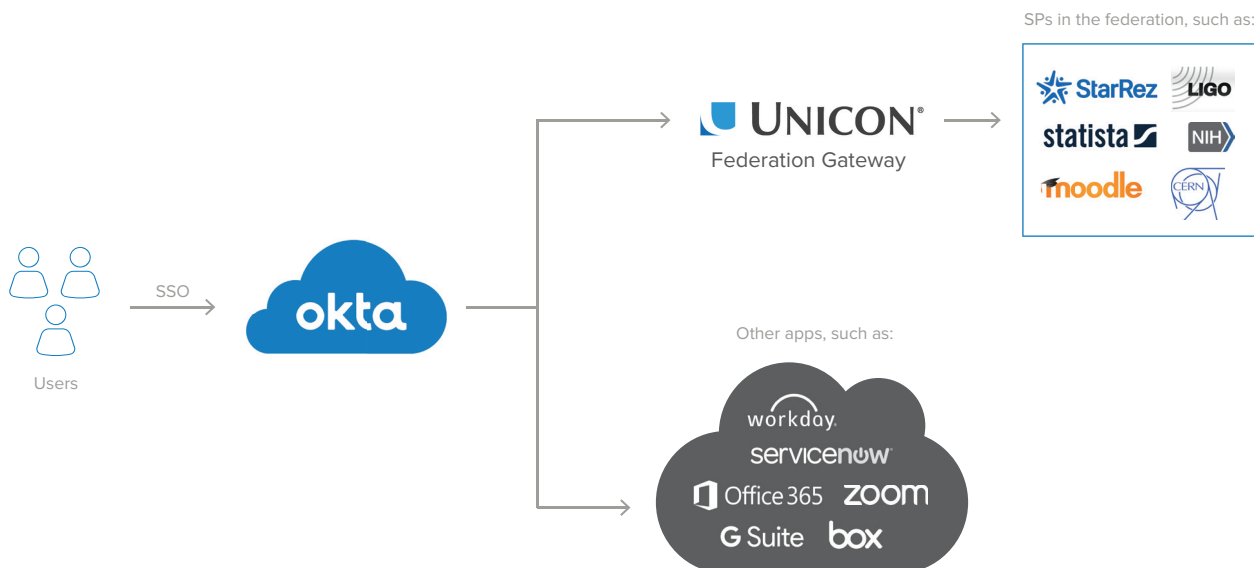 SPs in the federation, such as:
StarRez LIGO
statista NIH
moodle CERN
UNICON®
Federation Gateway
SSO
okta
Users
Other apps, such as:
workday.
servicenow
Office 365 zoom
G Suite box